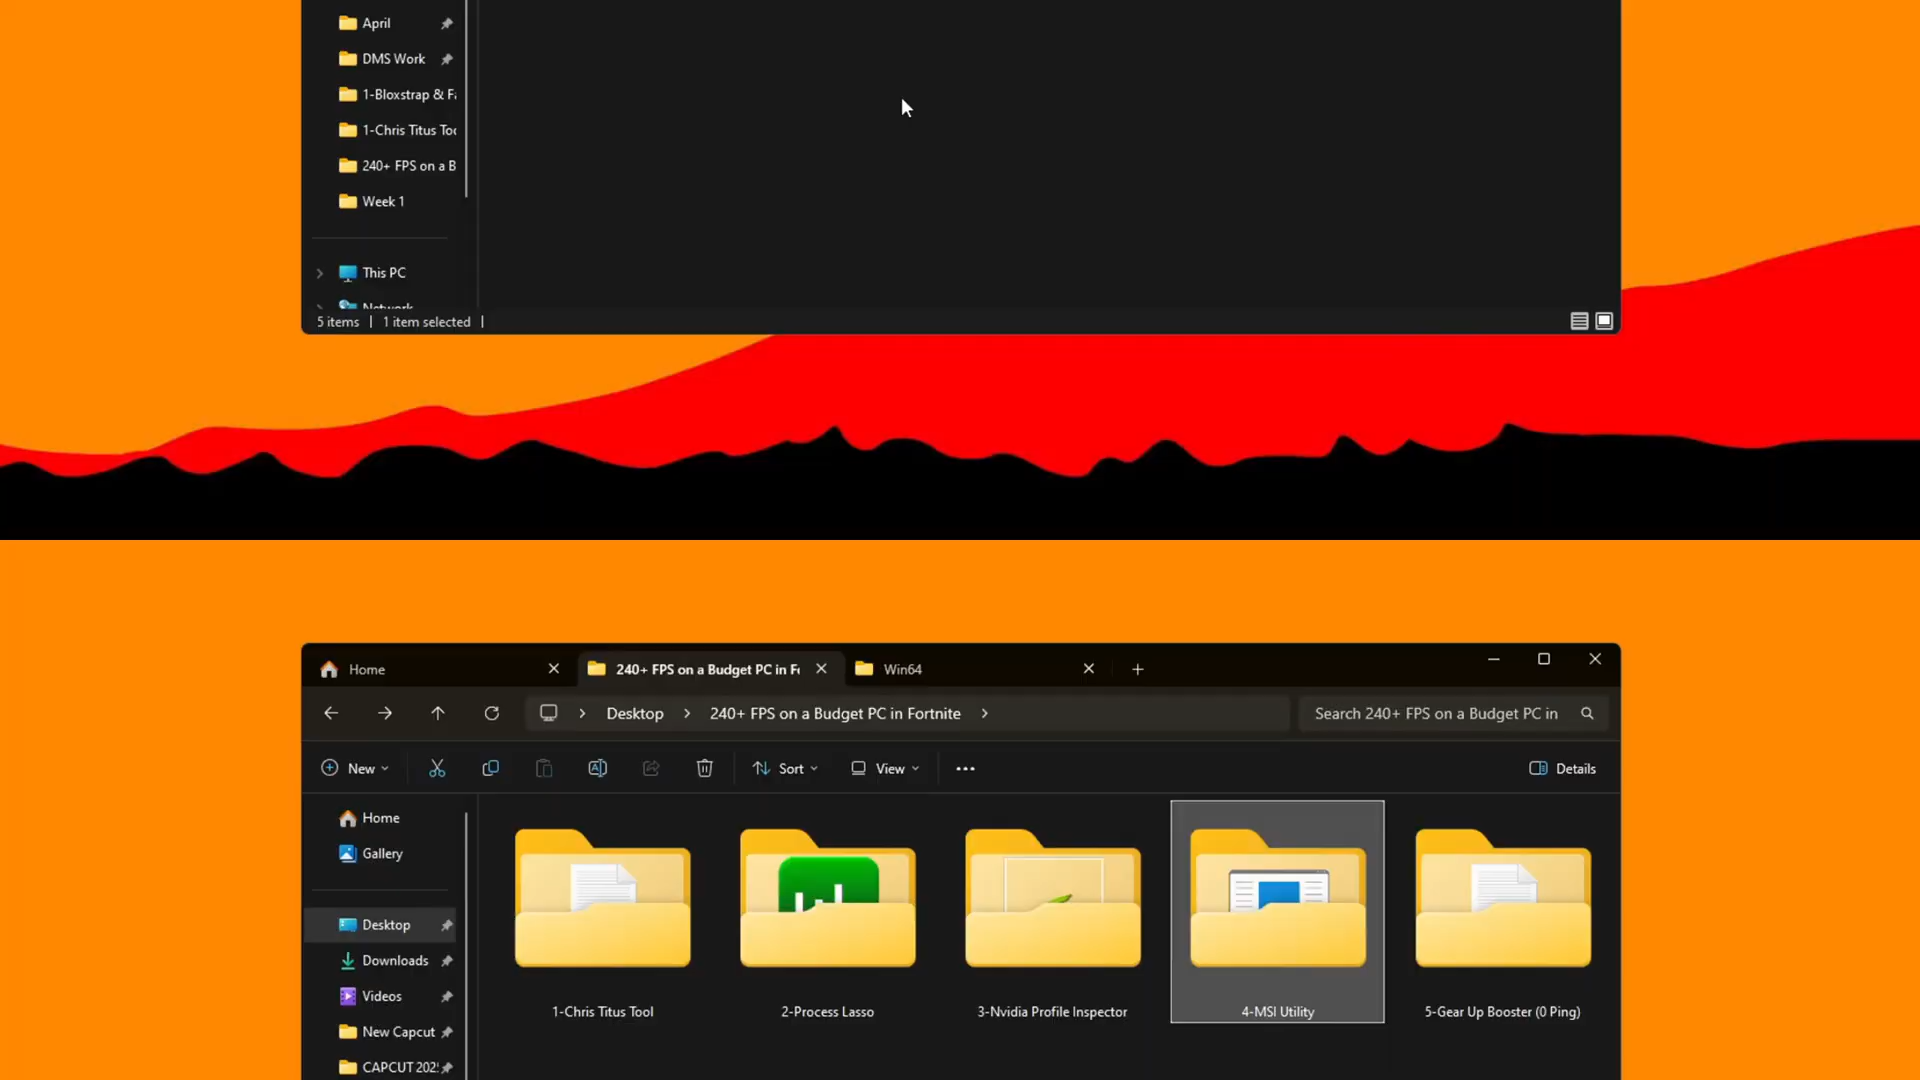 April
DMS Work
1-Bloxstrap & Fa
1-Chris Titus Too
240+ FPS on a B
Week 1
This PC
Network
5 items | 1 item selected |
Home
240+ FPS on a Budget PC in Fo
Win64
Desktop > 240+ FPS on a Budget PC in Fortnite >
Search 240+ FPS on a Budget PC in
New
Sort
View
Details
Home
Gallery
Desktop
Downloads
Videos
New Capcut
CAPCUT 202
1-Chris Titus Tool
2-Process Lasso
3-Nvidia Profile Inspector
4-MSI Utility
5-Gear Up Booster (0 Ping)